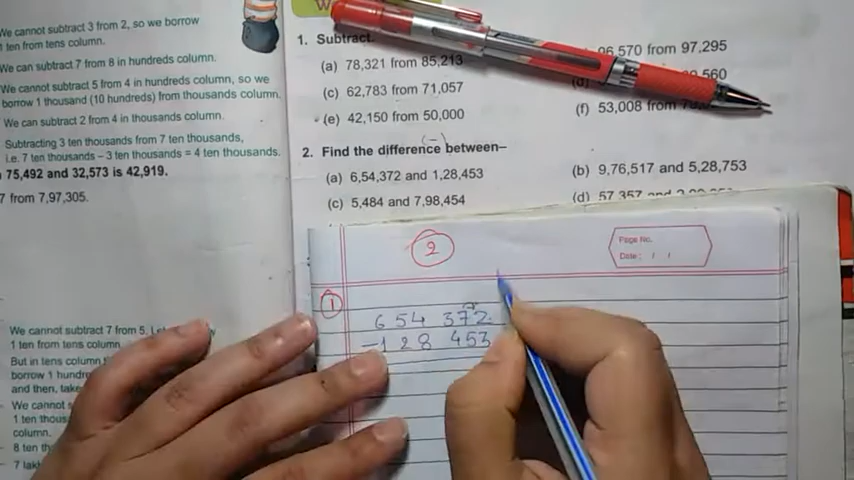 We cannot subtract 3 from 2, so we borrow
1 ten from tens column.
We can subtract 7 from 8 in hundreds column.
We cannot subtract 5 from 4 in hundreds column, so we
borrow 1 thousand (10 hundreds) from thousands column.
We can subtract 2 from 4 in thousands column.
Subtracting 3 ten thousands from 7 ten thousands,
i.e. 7 ten thousands – 3 ten thousands = 4 ten thousands.
75,492 and 32,573 is 42,919.
7 from 7,97,305.
We cannot subtract 7 from 5.
1 ten from tens column
But in tens column
borrow 1 hundred
and then, take
We cannot
1 ten thous
column.
8 ten th
7 lakh
1. Subtract.
(a) 78,321 from 85,213
96,570 from 97,295
(c) 62,783 from 71,057
,560
(e) 42,150 from 50,000
(f) 53,008 from
(–)
2. Find the difference between–
(a) 6,54,372 and 1,28,453
(b) 9,76,517 and 5,28,753
(c) 5,484 and 7,98,454
(d) 57,357 and
2
Page No.
Date : / /
1
654 372
– 128 453